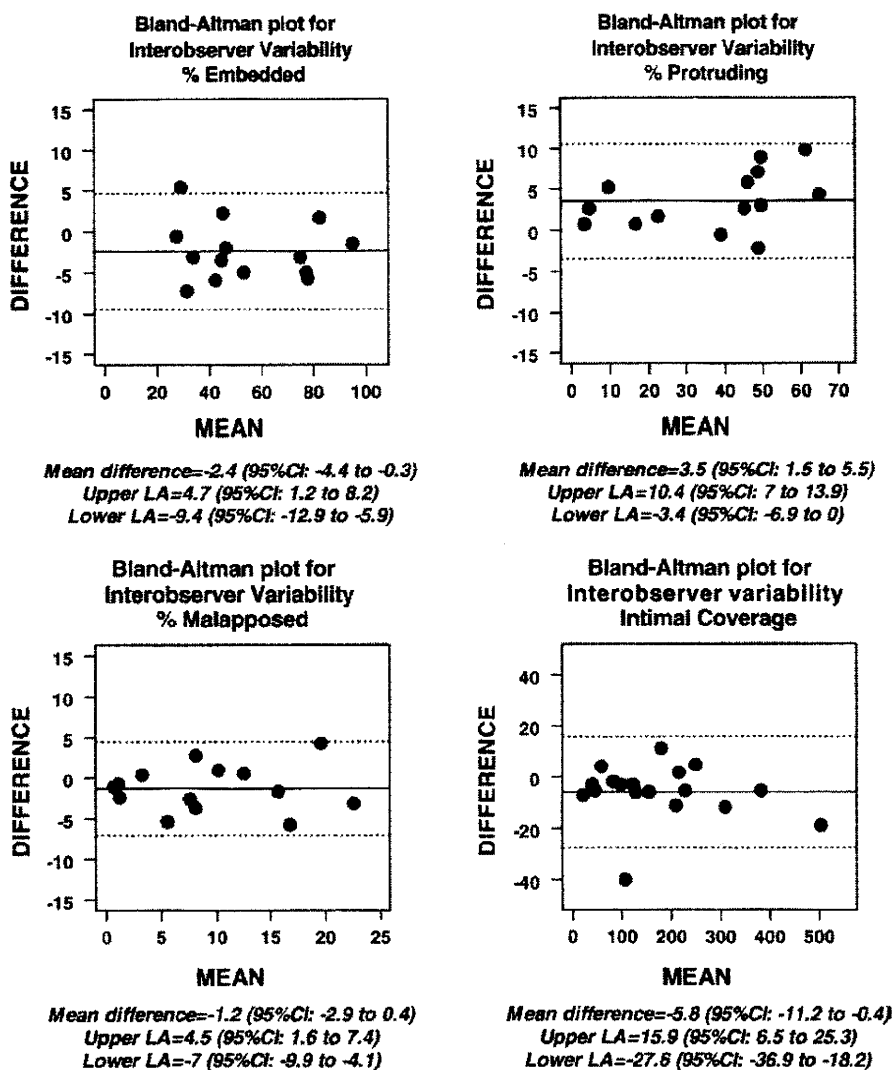 Bland-Altman plot for
Interobserver Variability
% Embedded
15
10
5
0
-5
-10
-15
DIFFERENCE
0 20 40 60 80 100
MEAN
Mean difference=-2.4 (95%CI: -4.4 to -0.3)
Upper LA=4.7 (95%CI: 1.2 to 8.2)
Lower LA=-9.4 (95%CI: -12.9 to -5.9)
Bland-Altman plot for
Interobserver Variability
% Protruding
15
10
5
0
-5
-10
-15
DIFFERENCE
0 10 20 30 40 50 60 70
MEAN
Mean difference=3.5 (95%CI: 1.5 to 5.5)
Upper LA=10.4 (95%CI: 7 to 13.9)
Lower LA=-3.4 (95%CI: -6.9 to 0)
Bland-Altman plot for
Interobserver Variability
% Malapposed
15
10
5
0
-5
-10
-15
DIFFERENCE
0 5 10 15 20 25
MEAN
Mean difference=-1.2 (95%CI: -2.9 to 0.4)
Upper LA=4.5 (95%CI: 1.6 to 7.4)
Lower LA=-7 (95%CI: -9.9 to -4.1)
Bland-Altman plot for
Interobserver variability
Intimal Coverage
40
20
0
-20
-40
DIFFERENCE
0 100 200 300 400 500
MEAN
Mean difference=-5.8 (95%CI: -11.2 to -0.4)
Upper LA=15.9 (95%CI: 6.5 to 25.3)
Lower LA=-27.6 (95%CI: -36.9 to -18.2)